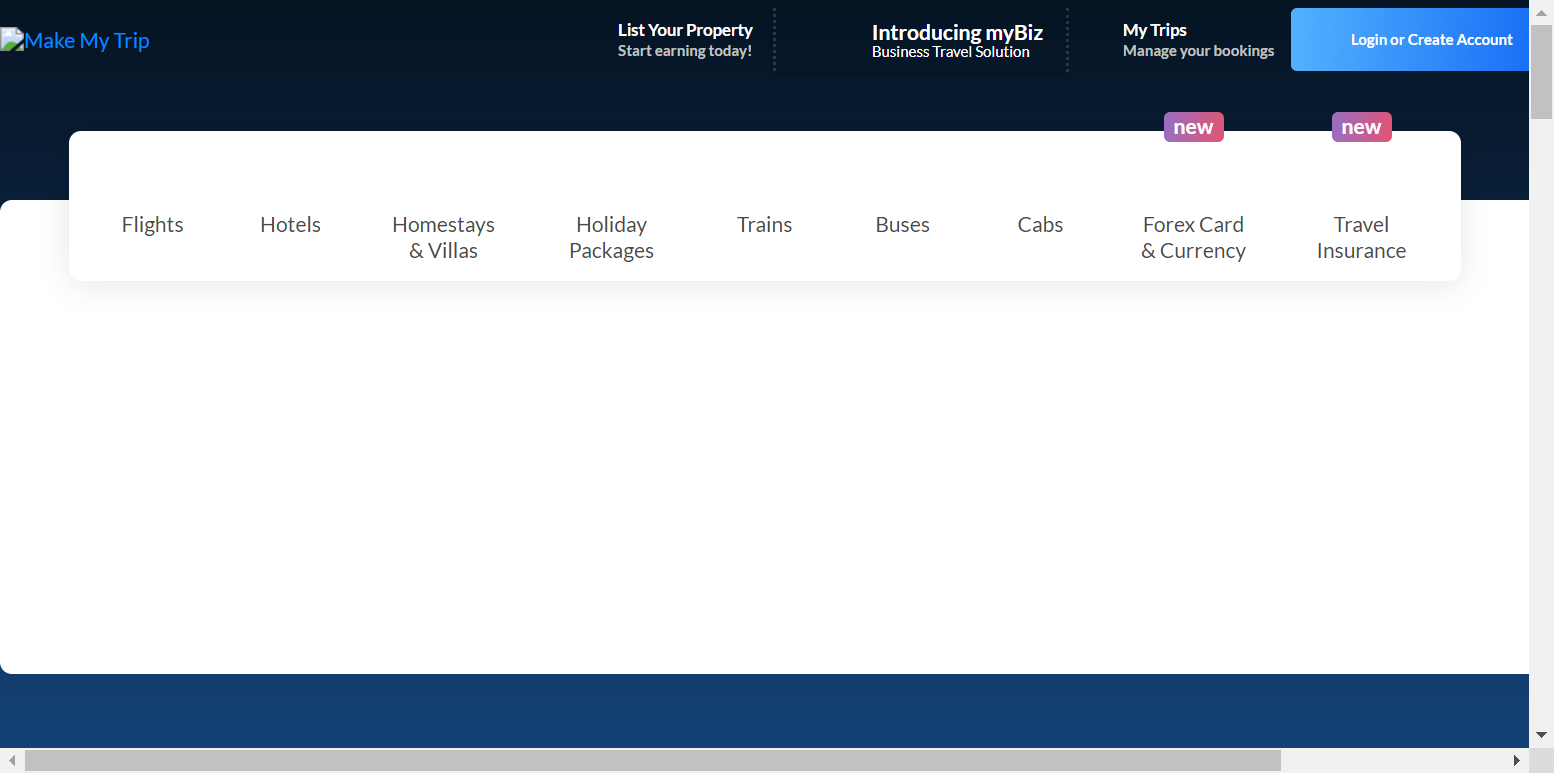 Make My Trip
List Your Property
Start earning today!
Introducing myBiz
Business Travel Solution
My Trips
Manage your bookings
Login or Create Account
new
new
Flights
Hotels
Homestays
& Villas
Holiday
Packages
Trains
Buses
Cabs
Forex Card
& Currency
Travel
Insurance